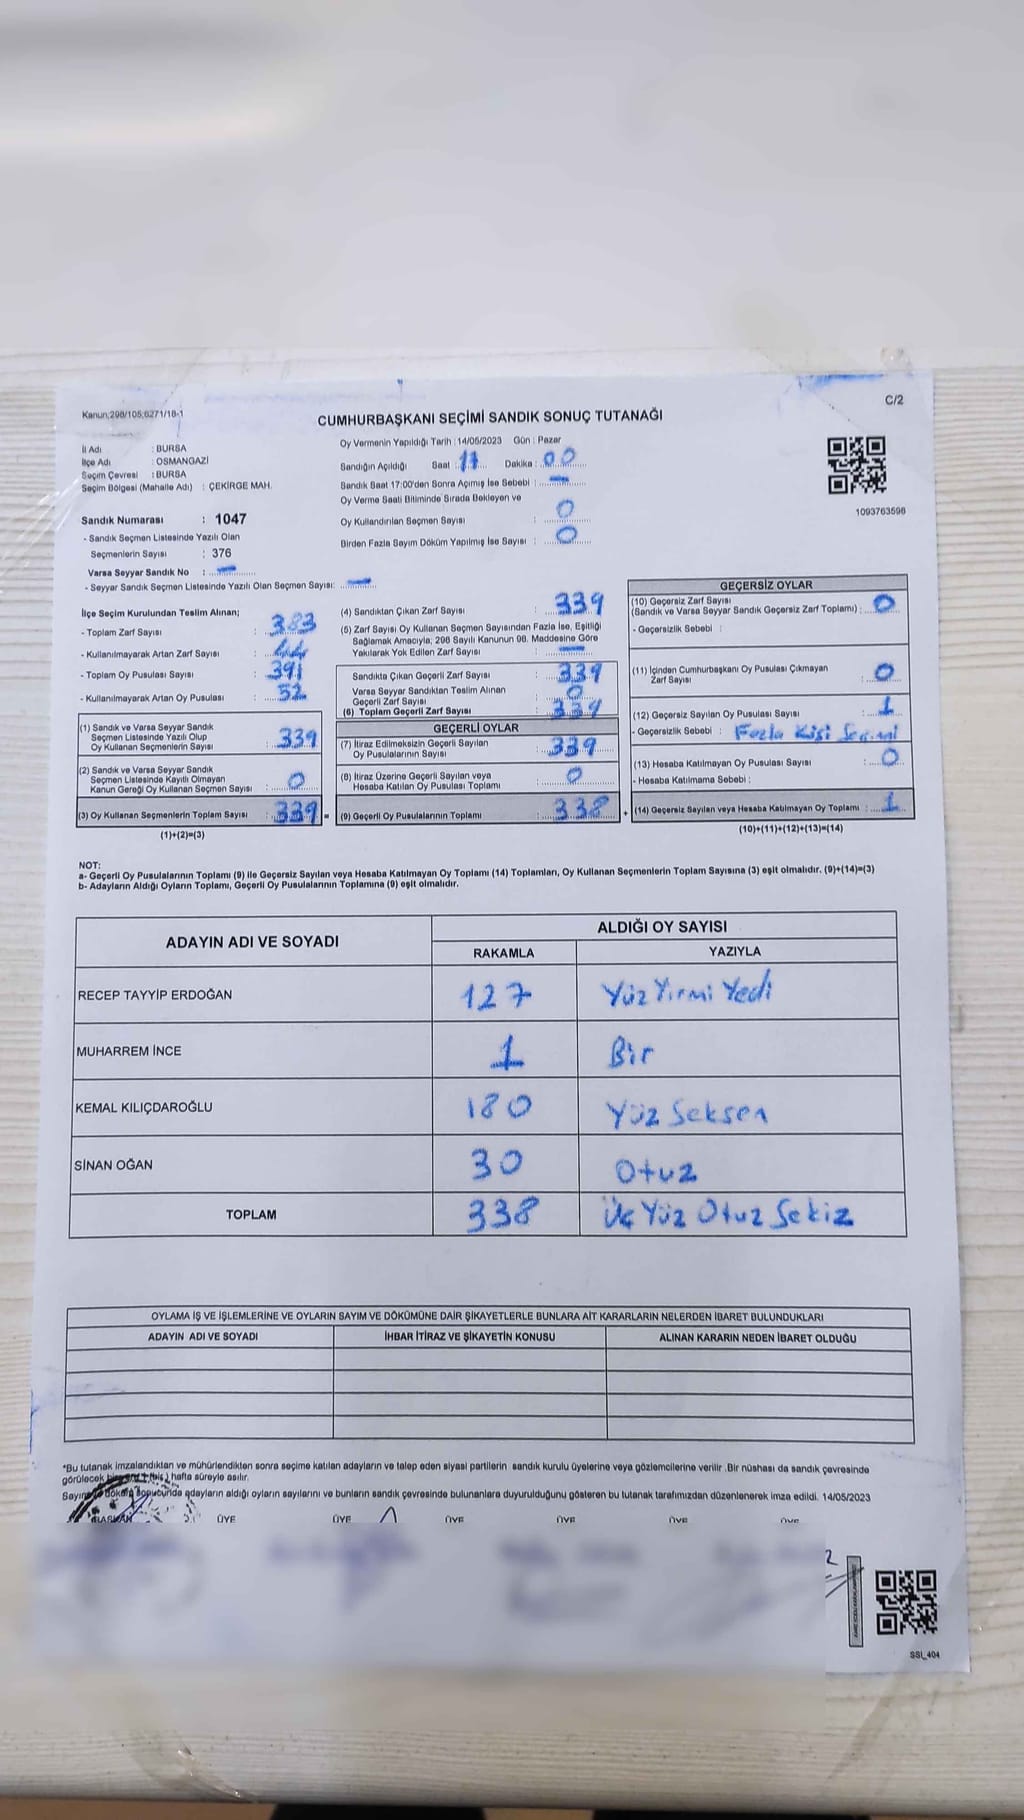 Kanun;298/105;6271/18-1
C/2
CUMHURBAŞKANI SEÇİMİ SANDIK SONUÇ TUTANAĞI
İl Adı : BURSA
İlçe Adı : OSMANGAZİ
Seçim Çevresi : BURSA
Seçim Bölgesi (Mahalle Adı) : ÇEKİRGE MAH.
Sandık Numarası : 1047
- Sandık Seçmen Listesinde Yazılı Olan
Seçmenlerin Sayısı : 376
Varsa Seyyar Sandık No : —
- Seyyar Sandık Seçmen Listesinde Yazılı Olan Seçmen Sayısı: —
Oy Vermenin Yapıldığı Tarih :14/05/2023 Gün : Pazar
Sandığın Açıldığı Saat 17 Dakika : 00
Sandık Saat 17:00'den Sonra Açımış İse Sebebi : —
Oy Verme Saati Bitiminde Sırada Bekleyen ve
Oy Kullandırılan Seçmen Sayısı : 0
Birden Fazla Sayım Döküm Yapılmış İse Sayısı : 0
1093763596
İlçe Seçim Kurulundan Teslim Alınan;
- Toplam Zarf Sayısı : 383
- Kullanılmayarak Artan Zarf Sayısı : 44
- Toplam Oy Pusulası Sayısı : 391
- Kullanılmayarak Artan Oy Pusulası : 52
(1) Sandık ve Varsa Seyyar Sandık
Seçmen Listesinde Yazılı Olup
Oy Kullanan Seçmenlerin Sayısı : 339
(2) Sandık ve Varsa Seyyar Sandık
Seçmen Listesinde Kayıtlı Olmayan
Kanun Gereği Oy Kullanan Seçmen Sayısı : 0
(3) Oy Kullanan Seçmenlerin Toplam Sayısı : 339 =
(1)+(2)=(3)
(4) Sandıktan Çıkan Zarf Sayısı : 339
(5) Zarf Sayısı Oy Kullanan Seçmen Sayısından Fazla İse, Eşitliği
Sağlamak Amacıyla; 298 Sayılı Kanunun 98. Maddesine Göre
Yakılarak Yok Edilen Zarf Sayısı : —
Sandıkta Çıkan Geçerli Zarf Sayısı : 339
Varsa Seyyar Sandıktan Teslim Alınan
Geçerli Zarf Sayısı : 0
(6) Toplam Geçerli Zarf Sayısı : 339
GEÇERLİ OYLAR
(7) İtiraz Edilmeksizin Geçerli Sayılan
Oy Pusulalarının Sayısı : 339
(8) İtiraz Üzerine Geçerli Sayılan veya
Hesaba Katılan Oy Pusulası Toplamı : 0
(9) Geçerli Oy Pusulalarının Toplamı : 338 +
GEÇERSİZ OYLAR
(10) Geçersiz Zarf Sayısı
(Sandık ve Varsa Seyyar Sandık Geçersiz Zarf Toplamı) : 0
- Geçersizlik Sebebi :
(11) İçinden Cumhurbaşkanı Oy Pusulası Çıkmayan
Zarf Sayısı : 0
(12) Geçersiz Sayılan Oy Pusulası Sayısı : 1
- Geçersizlik Sebebi : Fazla Kişi Seçimi
(13) Hesaba Katılmayan Oy Pusulası Sayısı : 0
- Hesaba Katılmama Sebebi :
(14) Geçersiz Sayılan veya Hesaba Katılmayan Oy Toplamı : 1
(10)+(11)+(12)+(13)=(14)
NOT:
a- Geçerli Oy Pusulalarının Toplamı (9) ile Geçersiz Sayılan veya Hesaba Katılmayan Oy Toplamı (14) Toplamları, Oy Kullanan Seçmenlerin Toplam Sayısına (3) eşit olmalıdır. (9)+(14)=(3)
b- Adayların Aldığı Oyların Toplamı, Geçerli Oy Pusulalarının Toplamına (9) eşit olmalıdır.
ADAYIN ADI VE SOYADI
ALDIĞI OY SAYISI
RAKAMLA YAZIYLA
RECEP TAYYİP ERDOĞAN 127 Yüz Yirmi Yedi
MUHARREM İNCE 1 Bir
KEMAL KILIÇDAROĞLU 180 Yüz Seksen
SİNAN OĞAN 30 Otuz
TOPLAM 338 Üç Yüz Otuz Sekiz
OYLAMA İŞ VE İŞLEMLERİNE VE OYLARIN SAYIM VE DÖKÜMÜNE DAİR ŞİKAYETLERLE BUNLARA AİT KARARLARIN NELERDEN İBARET BULUNDUKLARI
ADAYIN ADI VE SOYADI İHBAR İTİRAZ VE ŞİKAYETİN KONUSU ALINAN KARARIN NEDEN İBARET OLDUĞU
*Bu tutanak imzalandıktan ve mühürlendikten sonra seçime katılan adayların ve talep eden siyasi partilerin sandık kurulu üyelerine veya gözlemcilerine verilir .Bir nüshası da sandık çevresinde
görülecek hafta süreyle asılır.
döküm sonucunda adayların aldığı oyların sayılarını ve bunların sandık çevresinde bulunanlara duyurulduğunu gösteren bu tutanak tarafımızdan düzenlenerek imza edildi. 14/05/2023
BAŞKAN ÜYE ÜYE ÜYE ÜYE ÜYE ÜYE
SSL_404